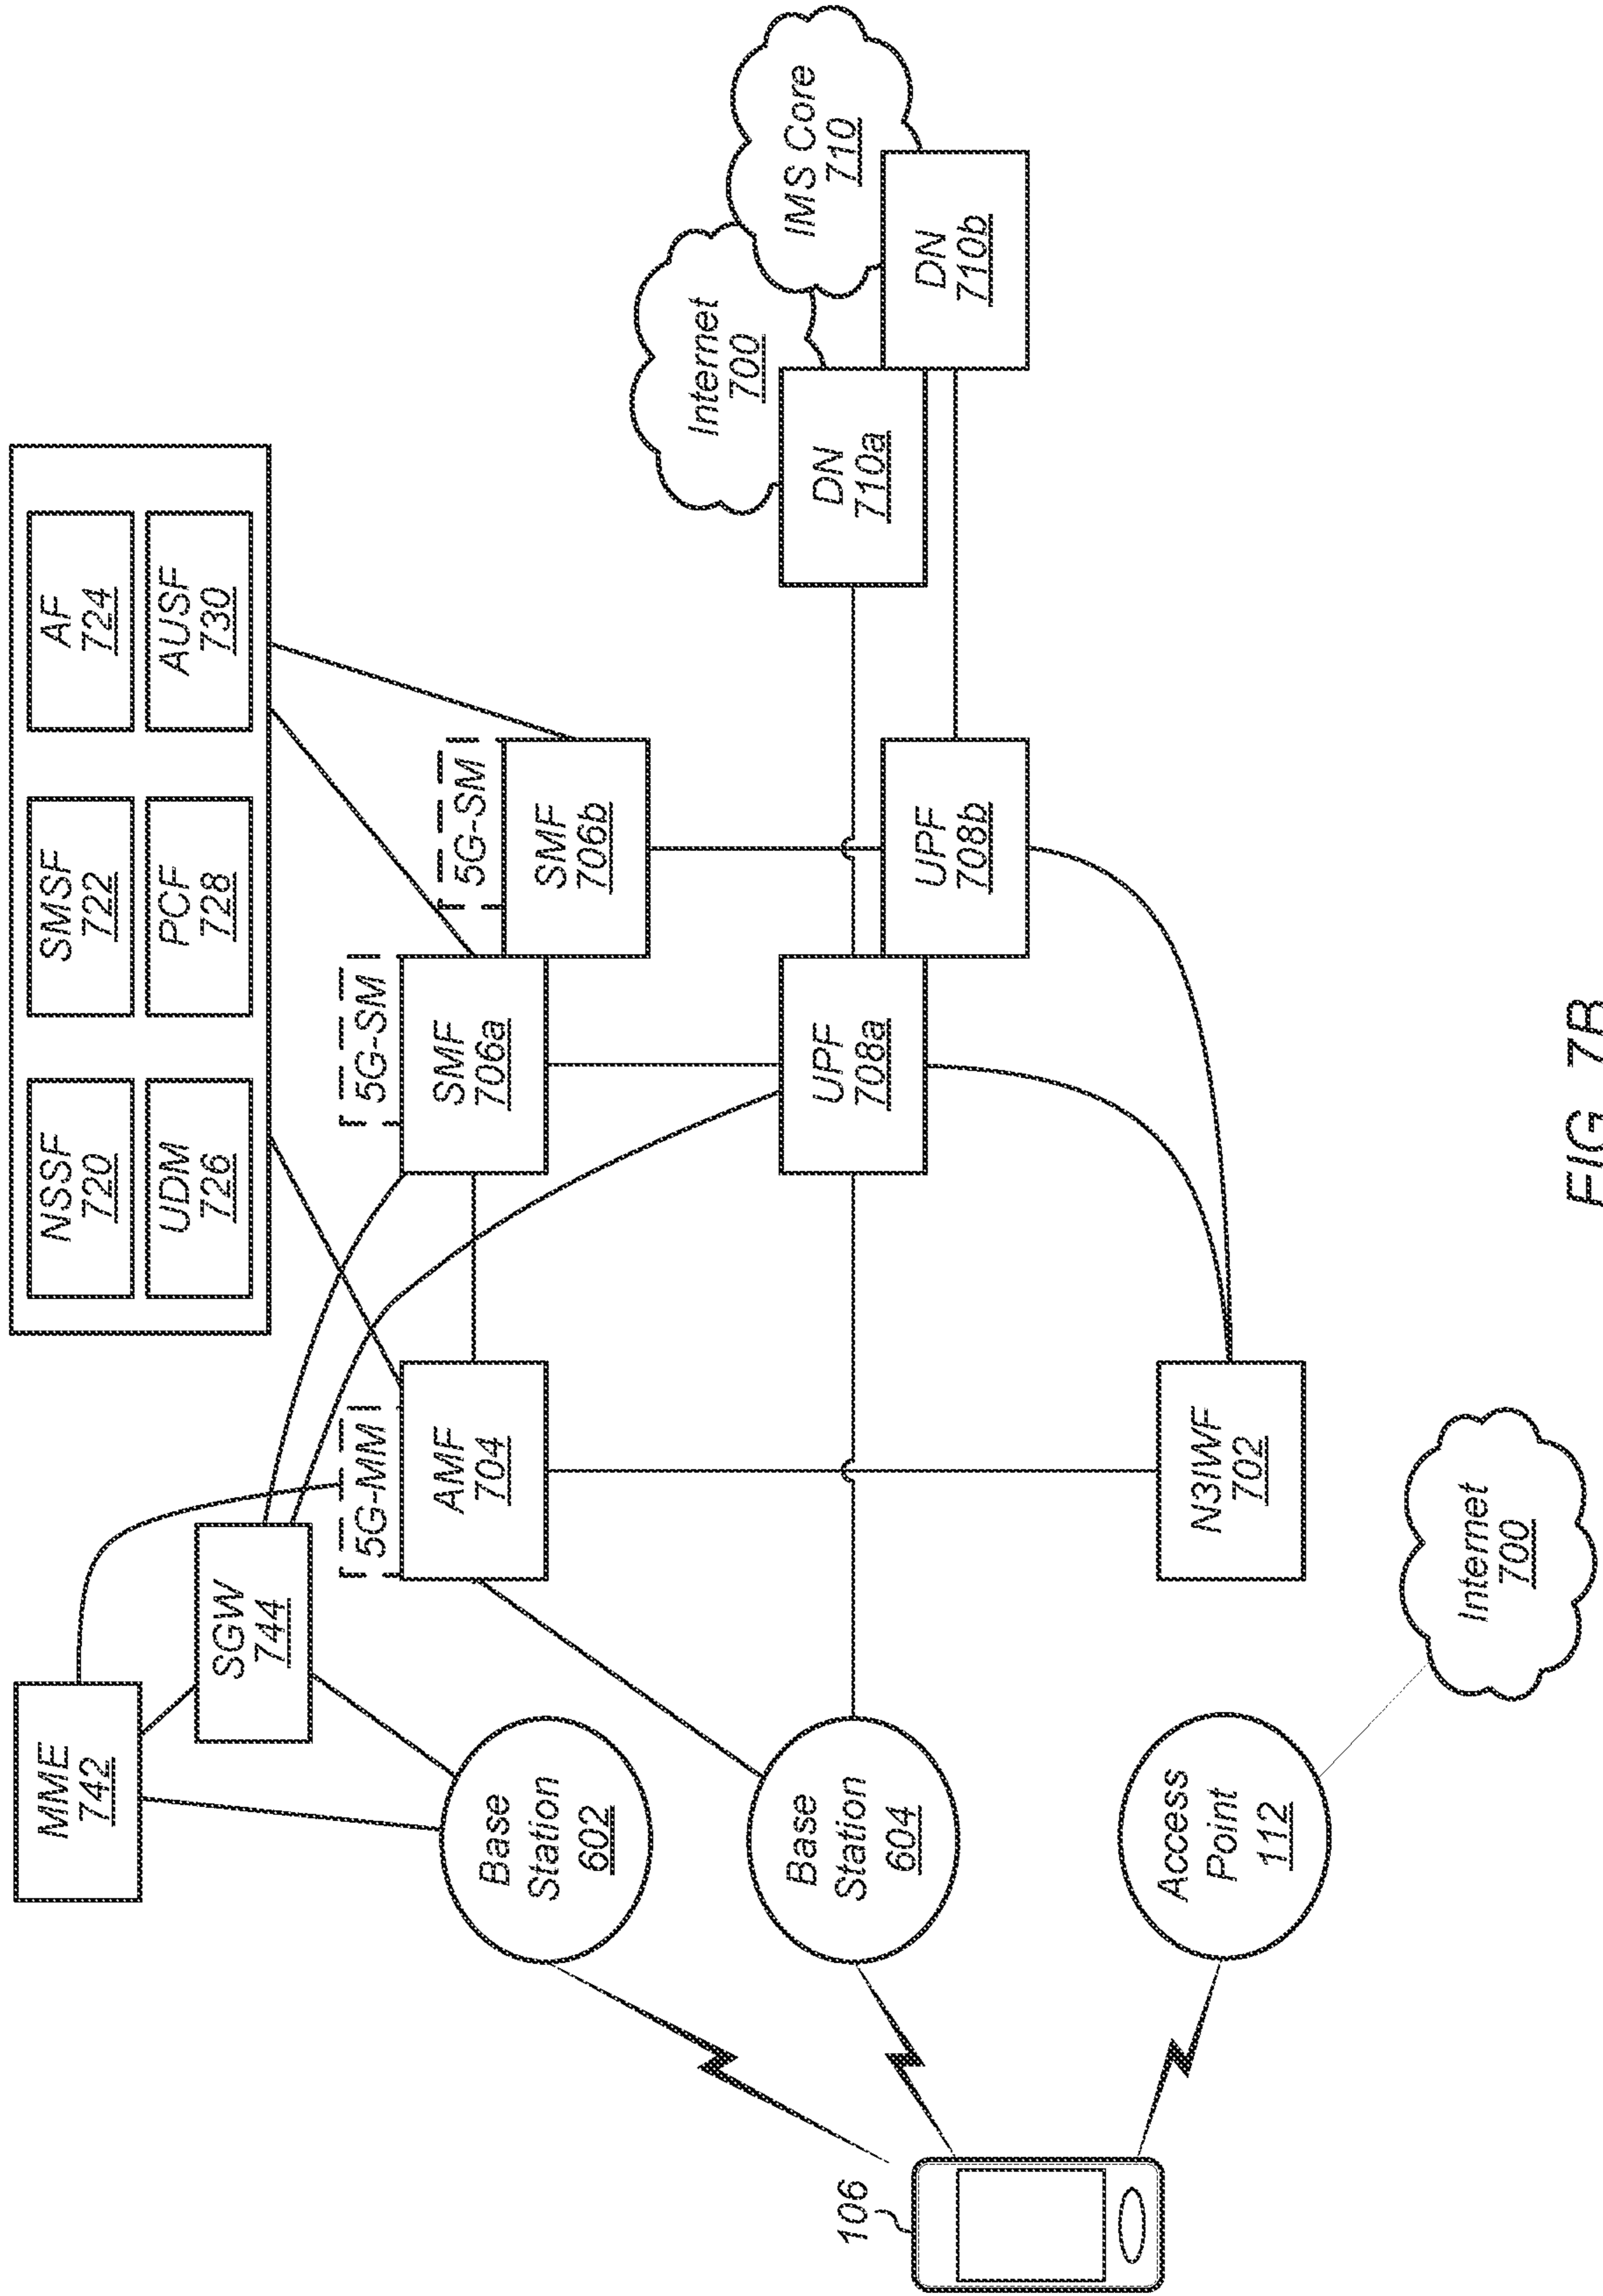 MME
742
SGW
744
NSSF
720
SMSF
722
AF
724
UDM
726
PCF
728
AUSF
730
5G-MM
AMF
704
5G-SM
SMF
706a
5G-SM
SMF
706b
Base
Station
602
Base
Station
604
UPF
708a
UPF
708b
Internet
700
IMS Core
710
DN
710a
DN
710b
106
Access
Point
112
N3IWF
702
Internet
700
FIG. 7B